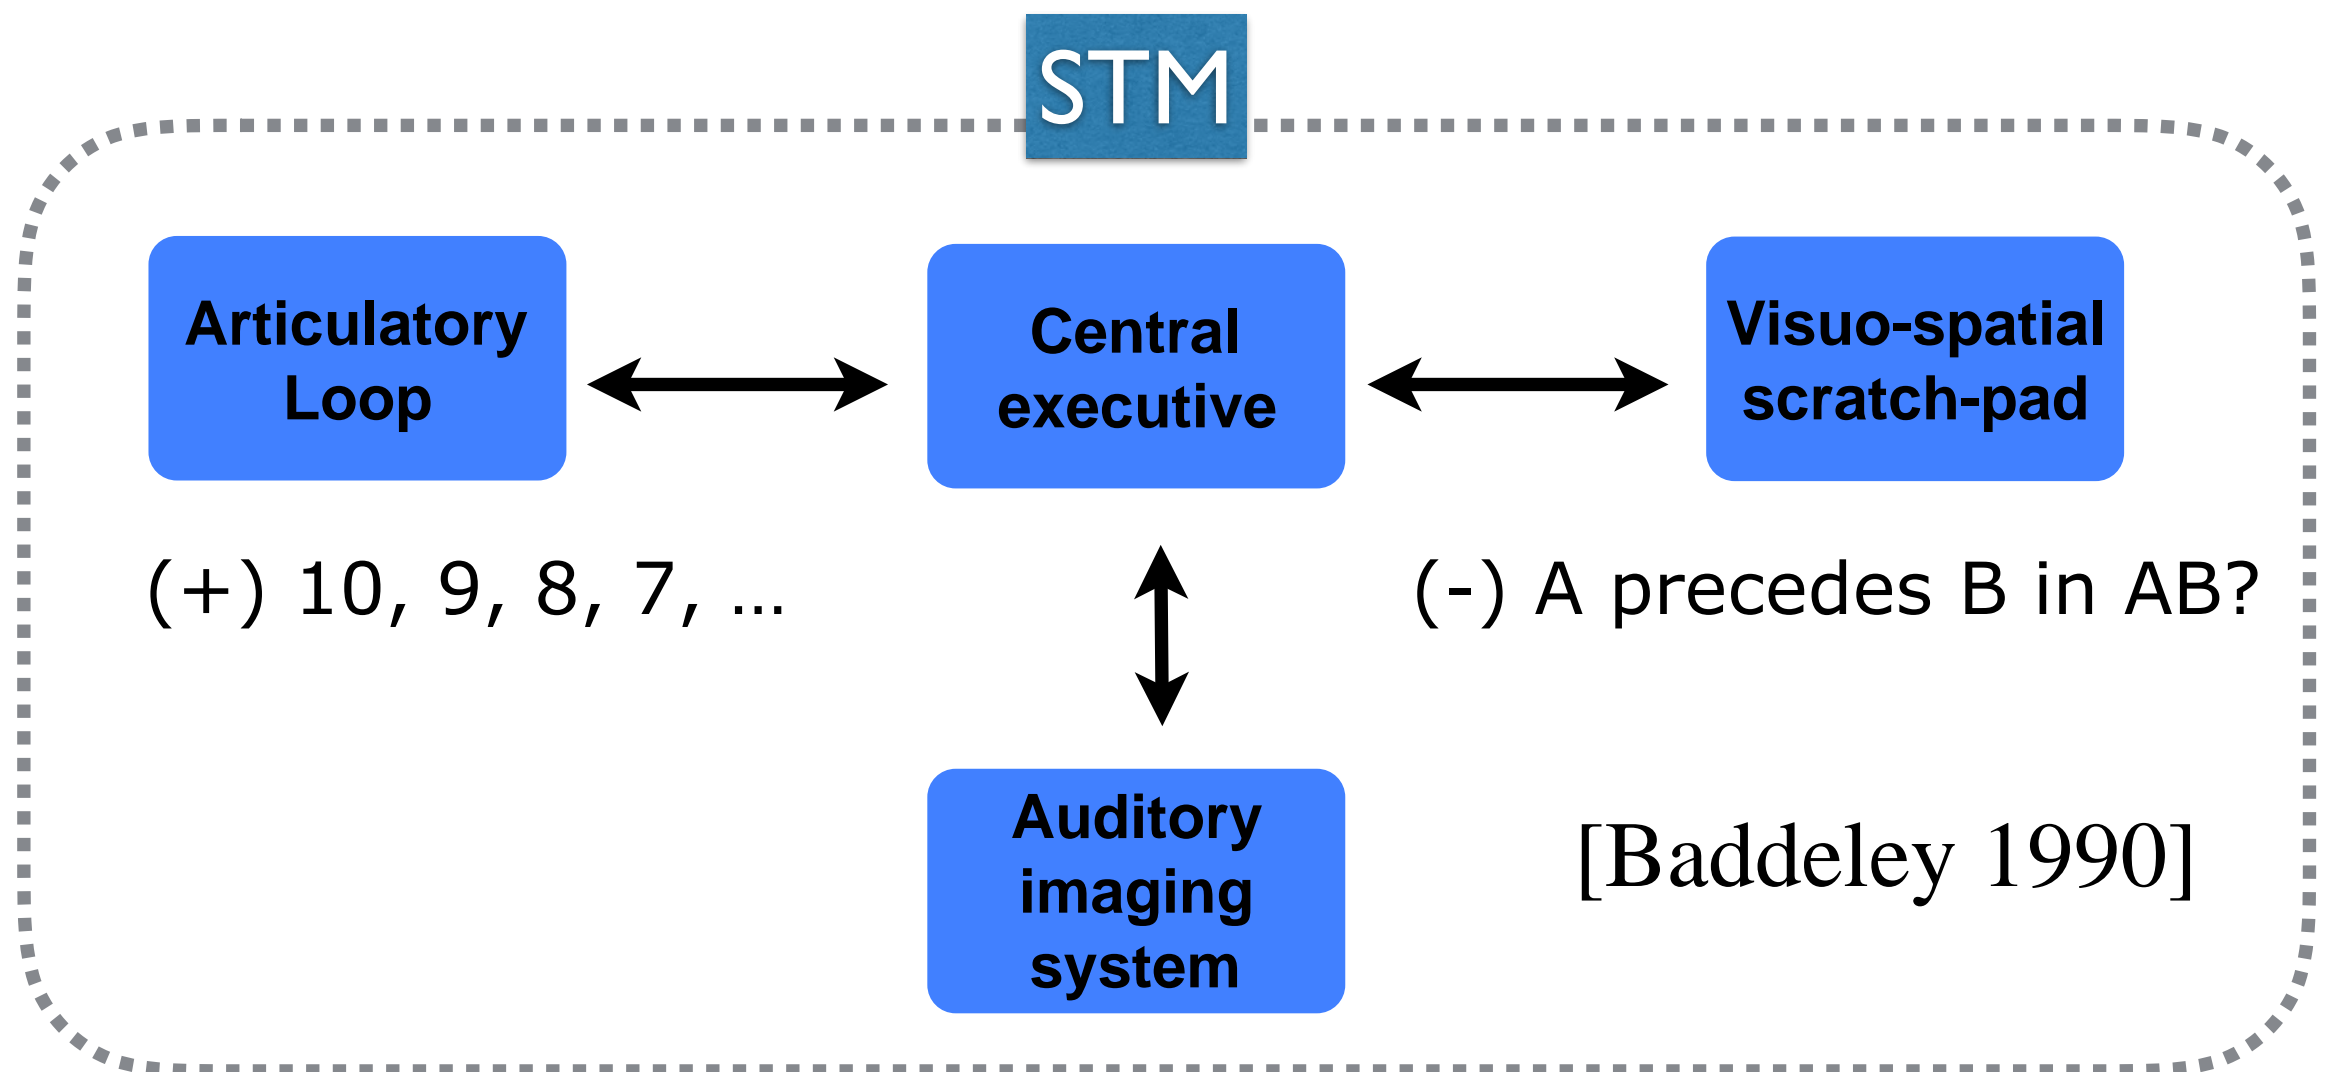 STM
Articulatory
Loop
Central
executive
Visuo-spatial
scratch-pad
(+) 10, 9, 8, 7, ...
(-) A precedes B in AB?
Auditory
imaging
system
[Baddeley 1990]